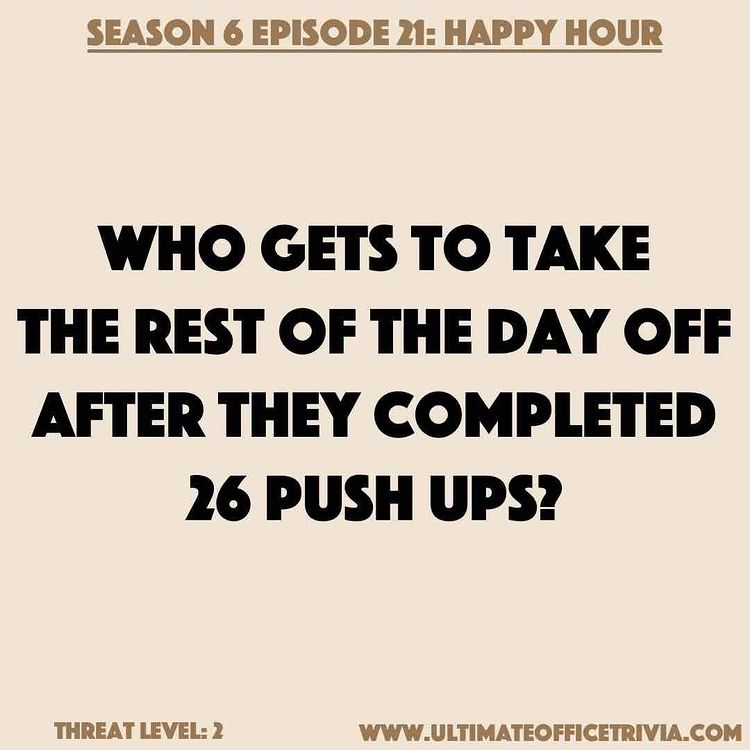 SEASON 6 EPISODE 21: HAPPY HOUR
WHO GETS TO TAKE
THE REST OF THE DAY OFF
AFTER THEY COMPLETED
26 PUSH UPS?
THREAT LEVEL: 2
WWW.ULTIMATEOFFICETRIVIA.COM